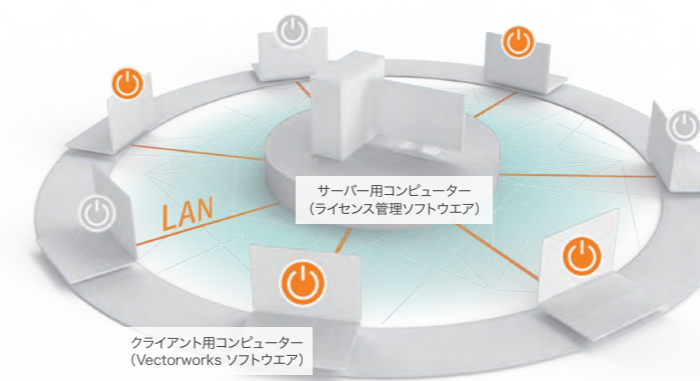 サーバー用コンピューター
（ライセンス管理ソフトウエア）
LAN
クライアント用コンピューター
（Vectorworks ソフトウエア）